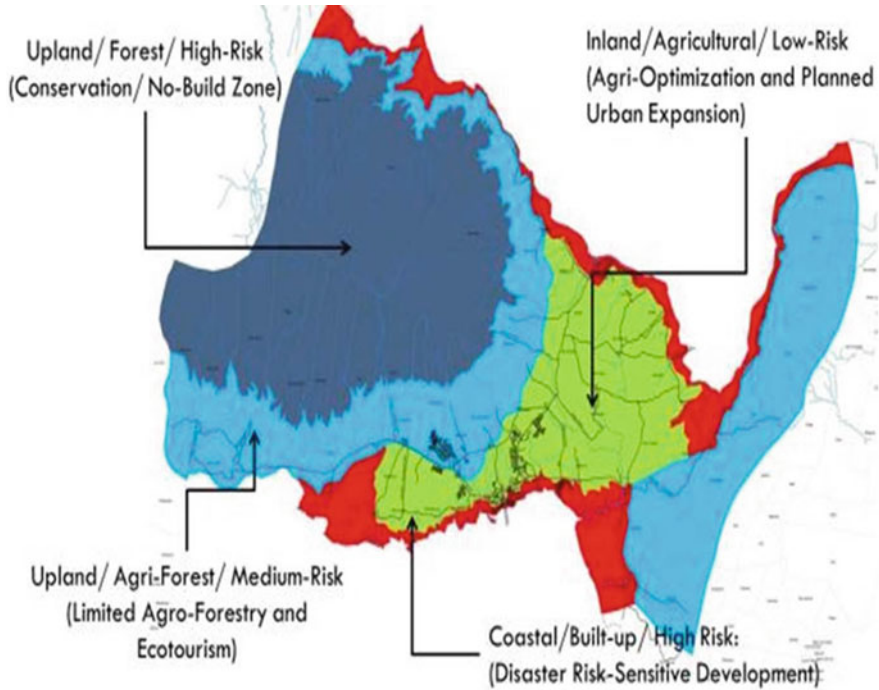 Upland/ Forest/ High-Risk
(Conservation/ No-Build Zone)
Inland/Agricultural/ Low-Risk
(Agri-Optimization and Planned
Urban Expansion)
Upland/ Agri-Forest/ Medium-Risk
(Limited Agro-Forestry and
Ecotourism)
Coastal/Built-up/ High Risk:
(Disaster Risk-Sensitive Development)